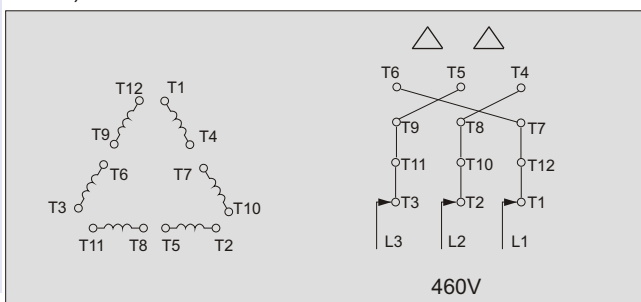 T12 T1
T9 T4
T6 T7
T3 T10
T11 T8 T5 T2
T6 T5 T4
T9 T8 T7
T11 T10 T12
T3 T2 T1
L3 L2 L1
460V